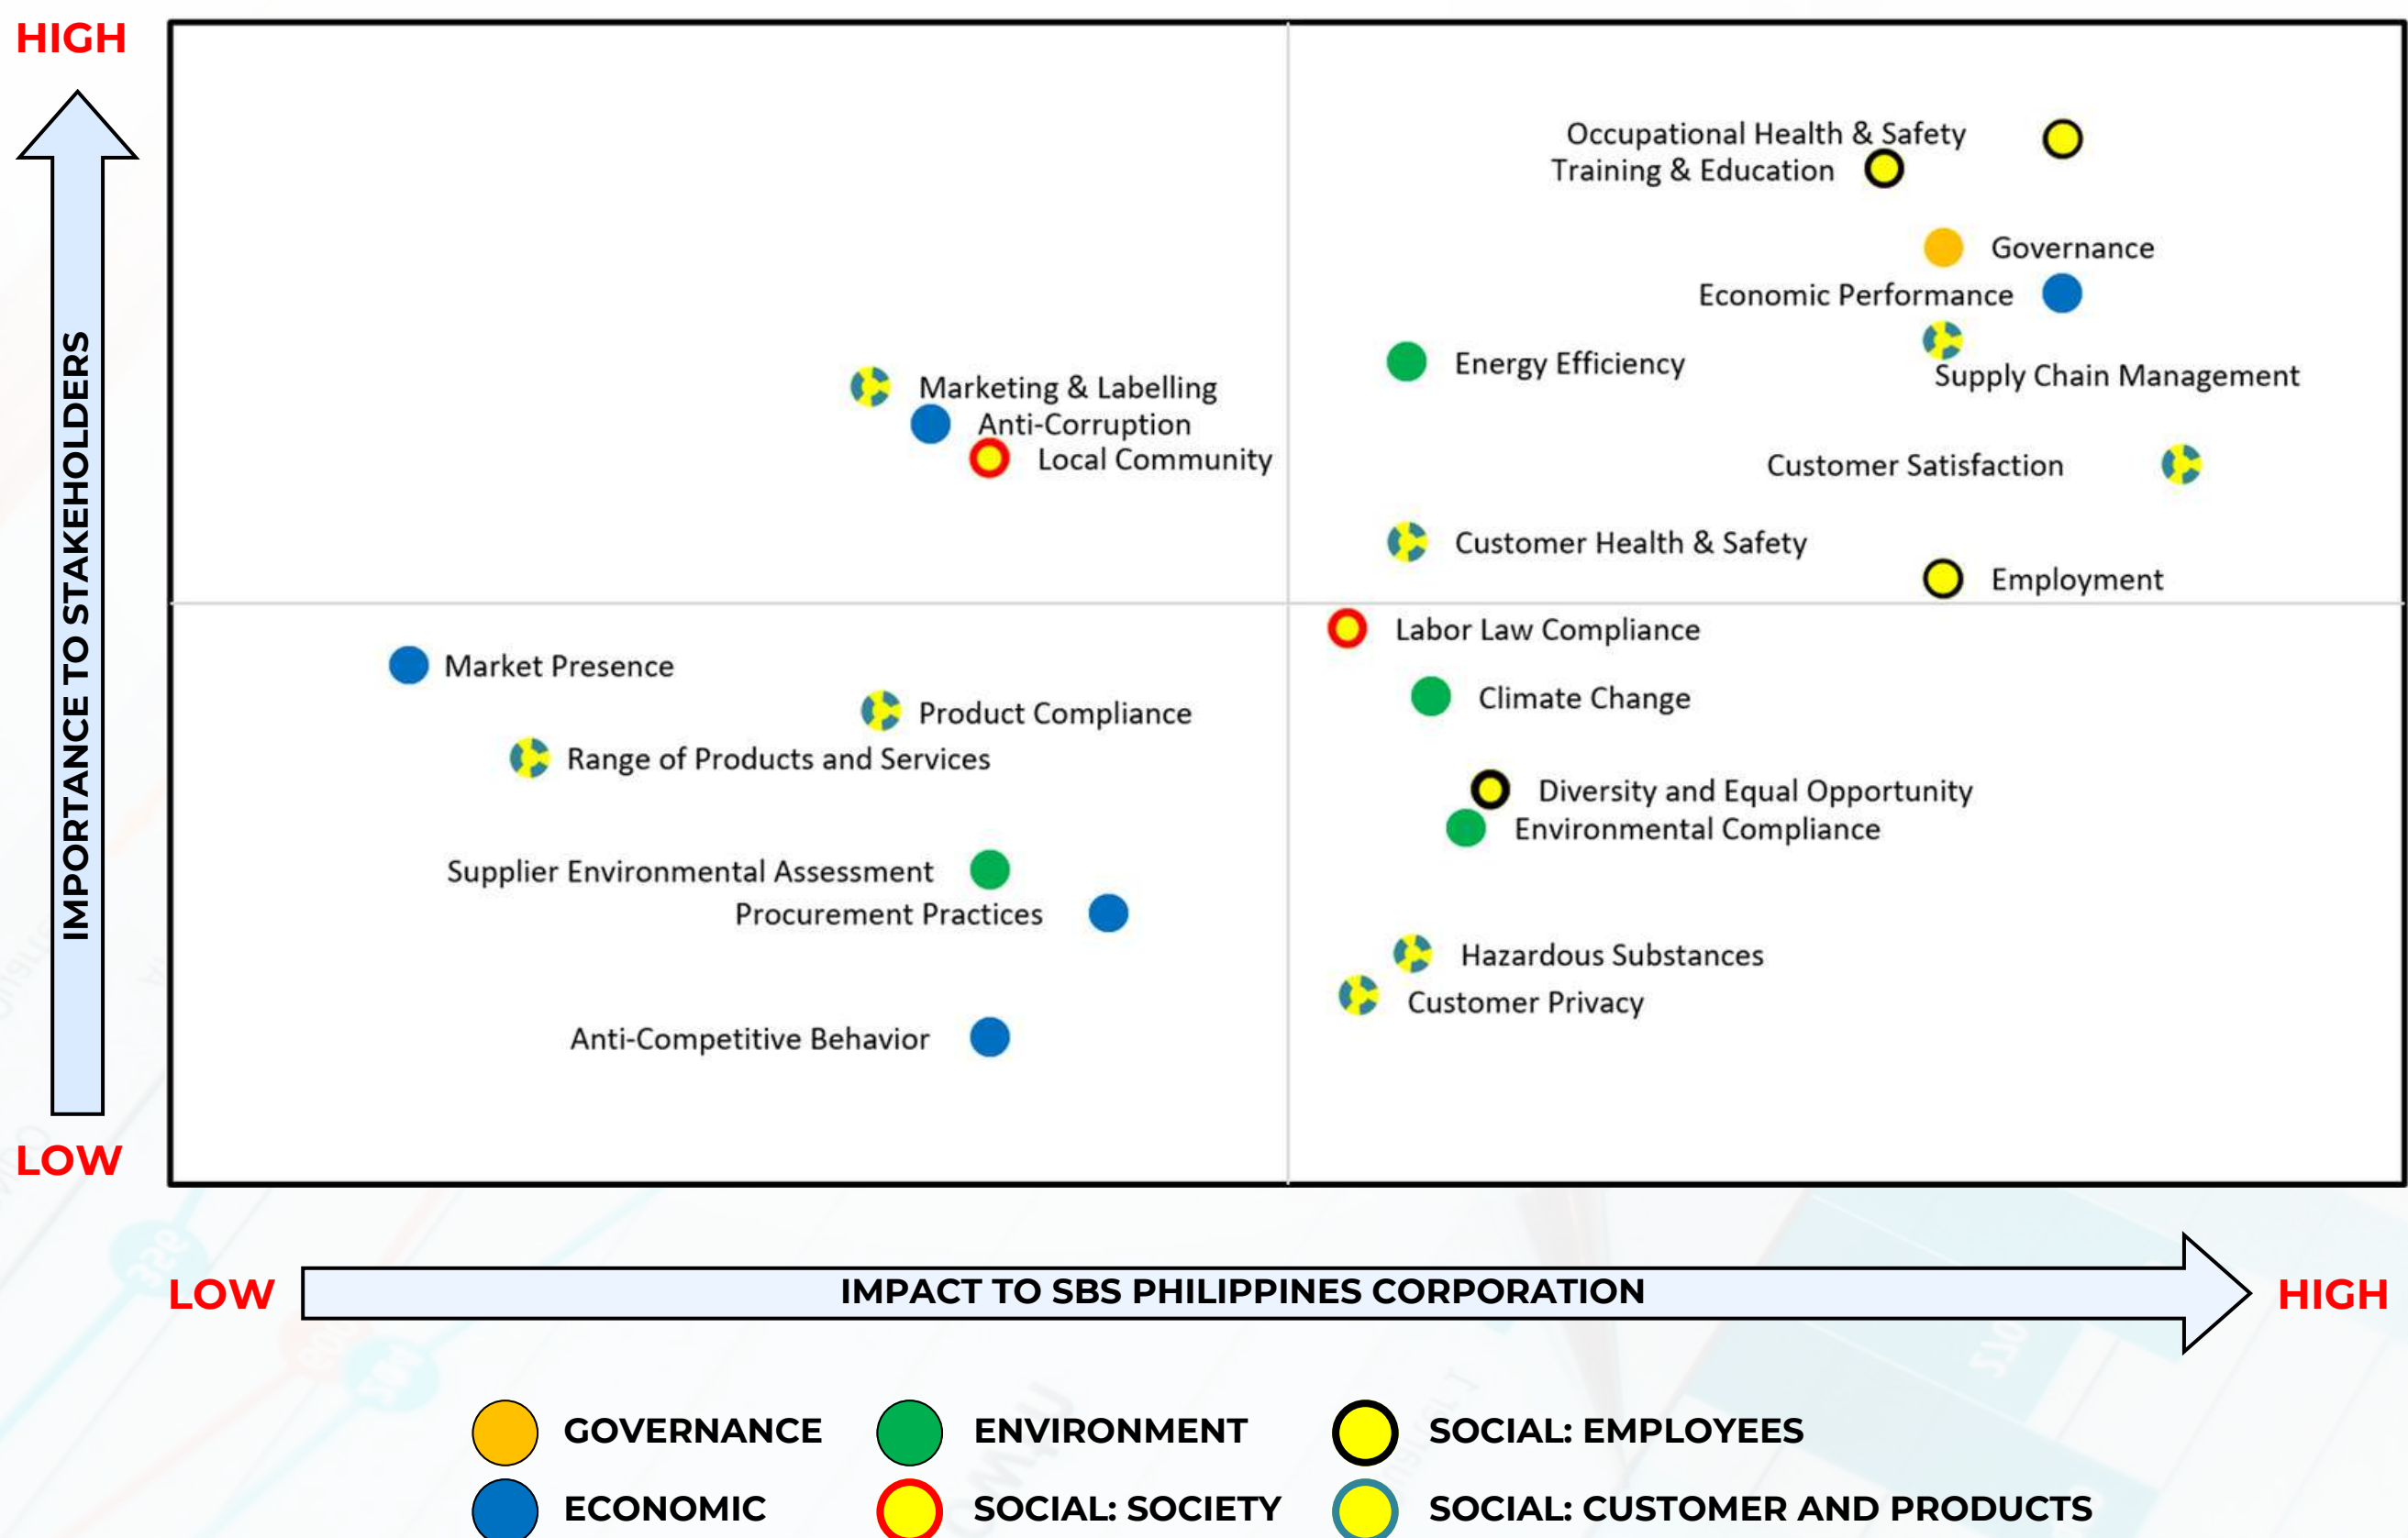 HIGH
IMPORTANCE TO STAKEHOLDERS
LOW
Occupational Health & Safety
Training & Education
Governance
Economic Performance
Energy Efficiency
Supply Chain Management
Marketing & Labelling
Anti-Corruption
Local Community
Customer Satisfaction
Customer Health & Safety
Employment
Labor Law Compliance
Market Presence
Climate Change
Product Compliance
Range of Products and Services
Diversity and Equal Opportunity
Environmental Compliance
Supplier Environmental Assessment
Procurement Practices
Hazardous Substances
Customer Privacy
Anti-Competitive Behavior
LOW
IMPACT TO SBS PHILIPPINES CORPORATION
HIGH
GOVERNANCE
ENVIRONMENT
SOCIAL: EMPLOYEES
ECONOMIC
SOCIAL: SOCIETY
SOCIAL: CUSTOMER AND PRODUCTS